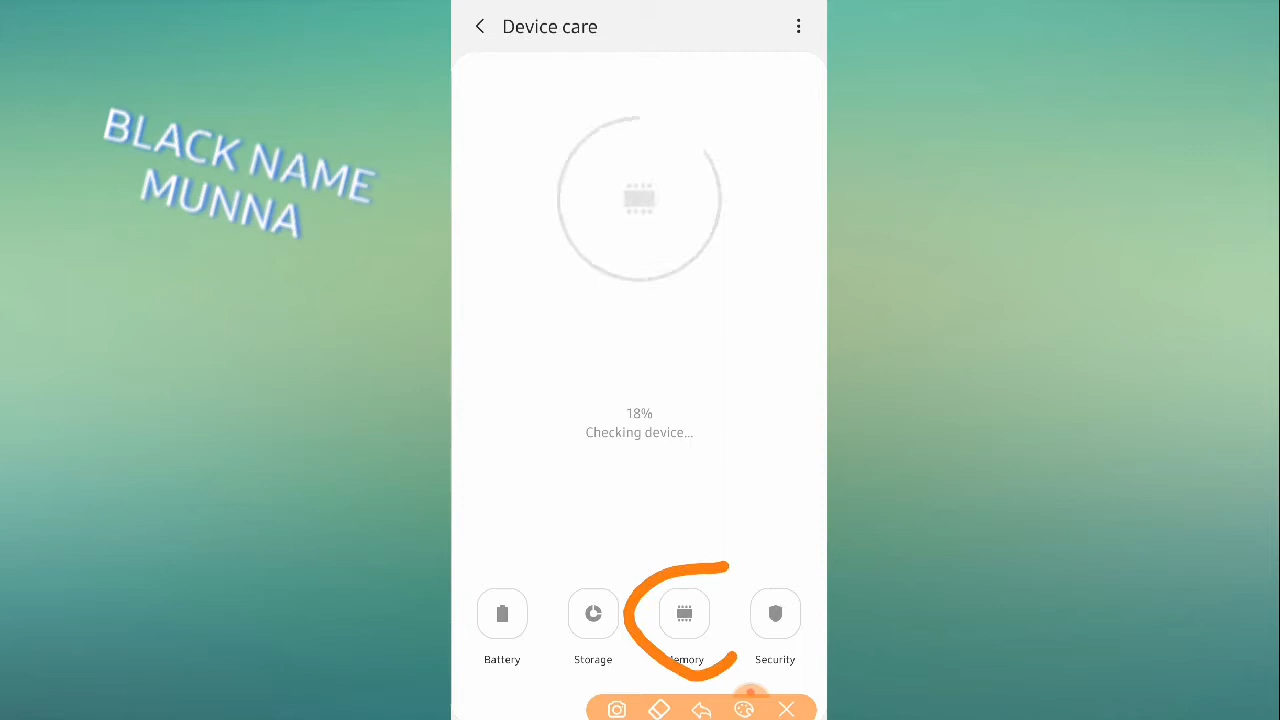 Device care
BLACK NAME
MUNNA
18%
Checking device...
Battery
Storage
Memory
Security